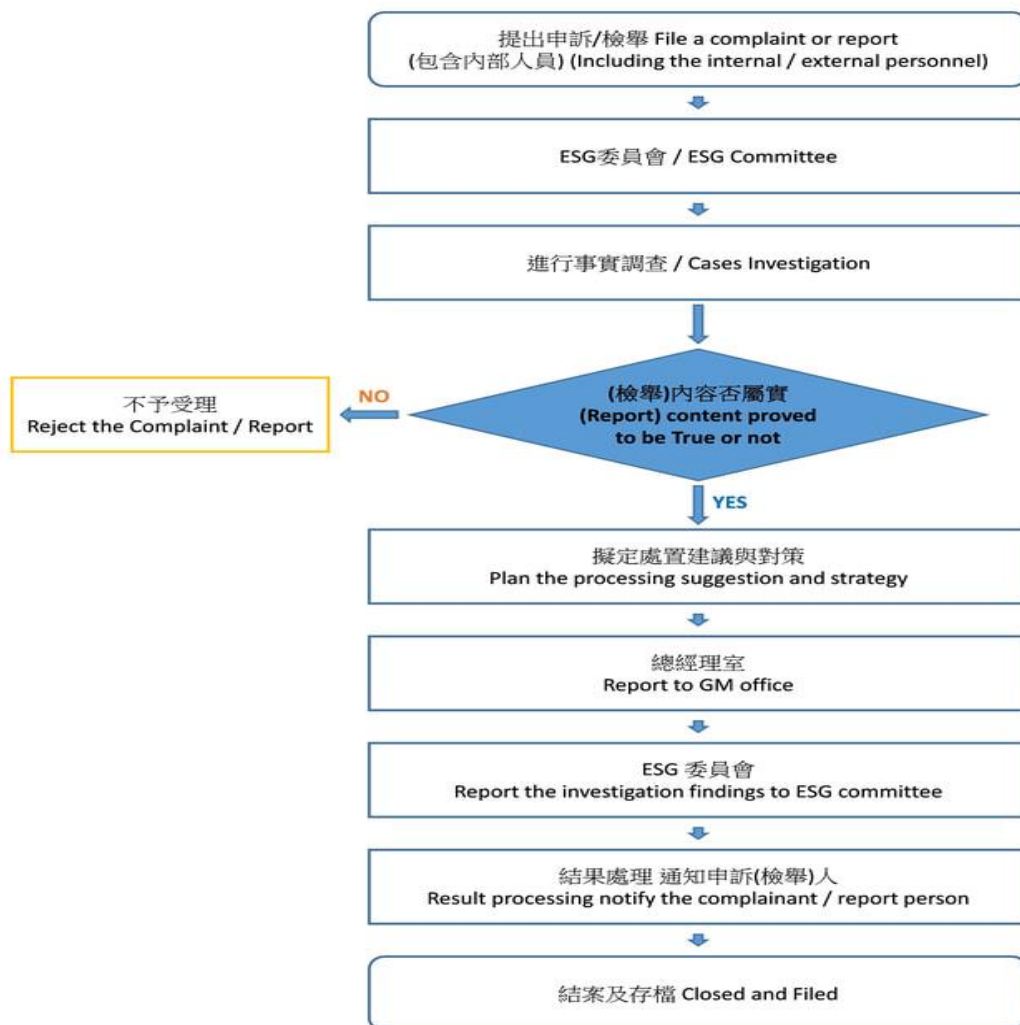 提出申訴/檢舉 File a complaint or report
(包含內部人員) (Including the internal / external personnel)
ESG委員會 / ESG Committee
進行事實調查 / Cases Investigation
(檢舉)內容否屬實
(Report) content proved
to be True or not
NO
不予受理
Reject the Complaint / Report
YES
擬定處置建議與對策
Plan the processing suggestion and strategy
總經理室
Report to GM office
ESG 委員會
Report the investigation findings to ESG committee
結果處理 通知申訴(檢舉)人
Result processing notify the complainant / report person
結案及存檔 Closed and Filed